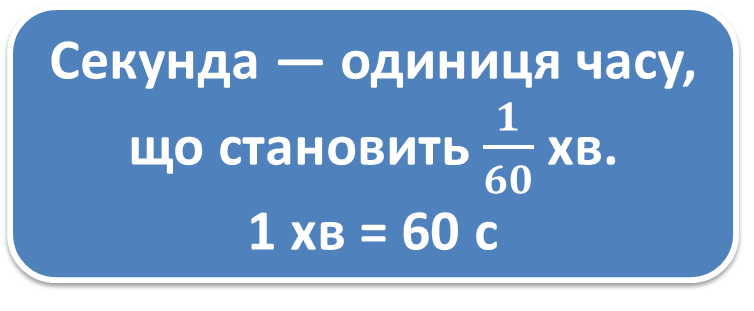 Секунда — одиниця часу,
що становить 1/60 хв.
1 хв = 60 с